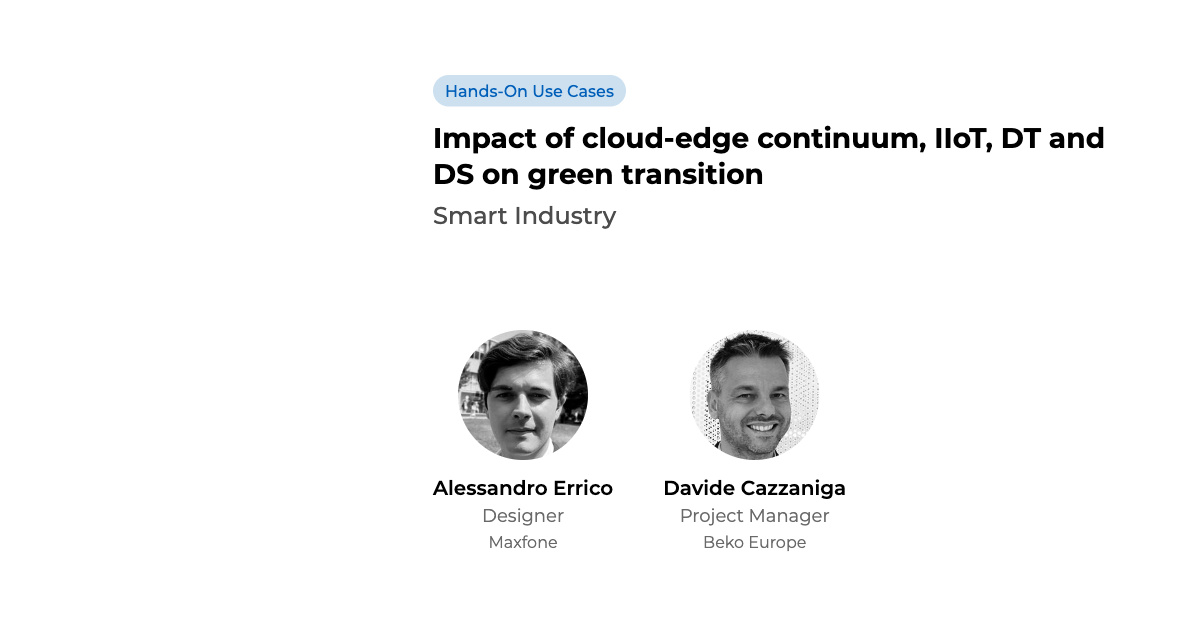 Hands-On Use Cases
Impact of cloud-edge continuum, IIoT, DT and
DS on green transition
Smart Industry
Alessandro Errico
Designer
Maxfone
Davide Cazzaniga
Project Manager
Beko Europe